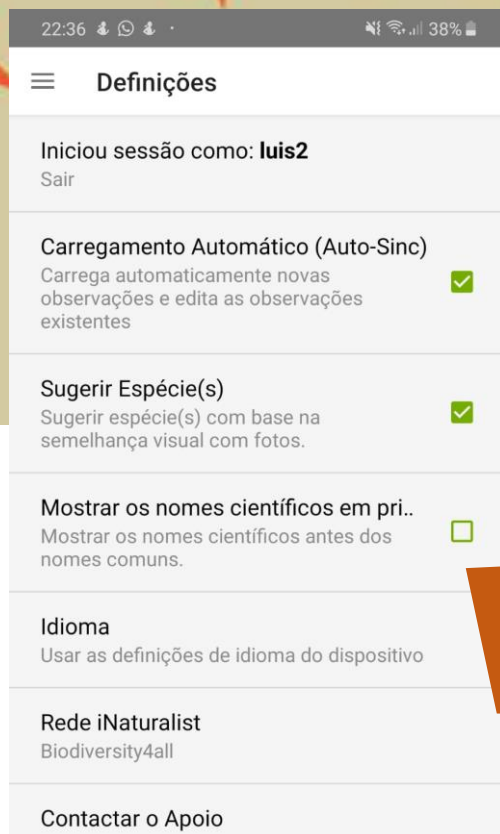 22:36 38%
Definições
Iniciou sessão como: luis2
Sair
Carregamento Automático (Auto-Sinc)
Carrega automaticamente novas
observações e edita as observações
existentes
Sugerir Espécie(s)
Sugerir espécie(s) com base na
semelhança visual com fotos.
Mostrar os nomes científicos em pri..
Mostrar os nomes científicos antes dos
nomes comuns.
Idioma
Usar as definições de idioma do dispositivo
Rede iNaturalist
Biodiversity4all
Contactar o Apoio